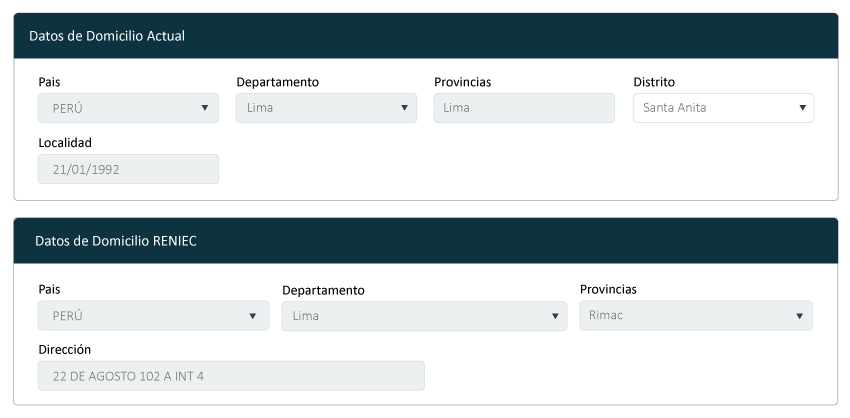 Datos de Domicilio Actual
Pais Departamento Provincias Distrito
PERÚ Lima Lima Santa Anita
Localidad
21/01/1992
Datos de Domicilio RENIEC
Pais Departamento Provincias
PERÚ Lima Rimac
Dirección
22 DE AGOSTO 102 A INT 4